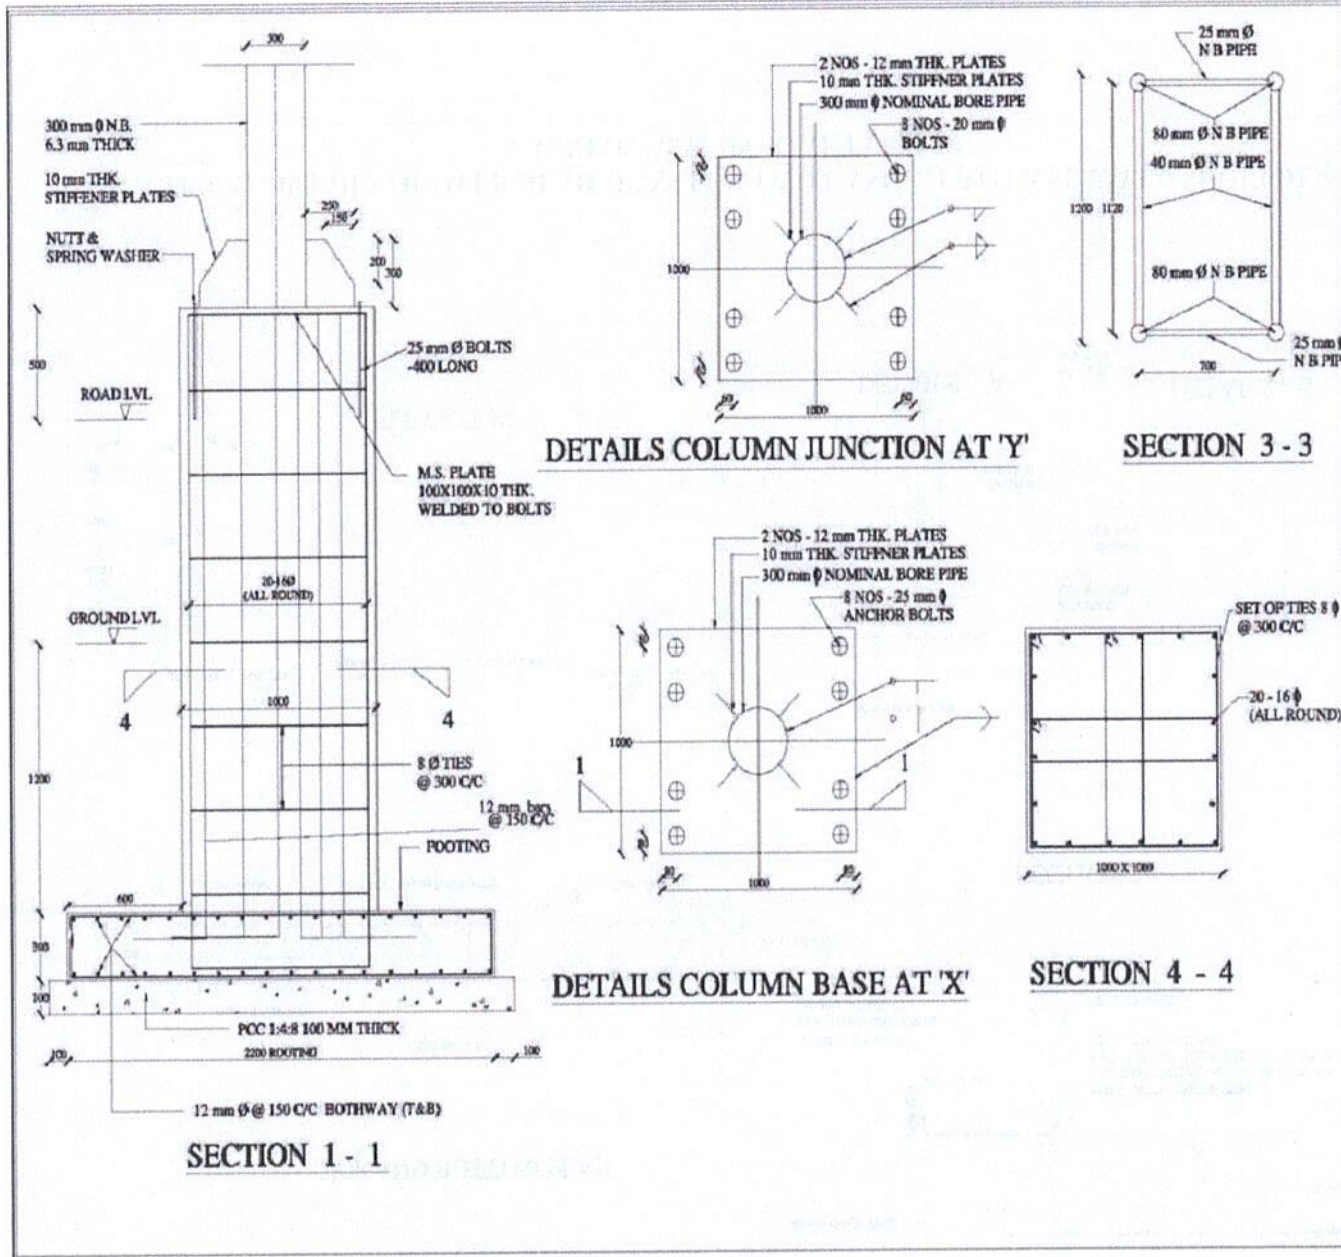 300
300 mm ϕ N.B.
6.3 mm THICK
10 mm THK.
STIFFENER PLATES
NUTT &
SPRING WASHER
250
150
200
300
500
ROAD LVL.
25 mm Ø BOLTS
-400 LONG
M.S. PLATE
100X100X10 THK.
WELDED TO BOLTS
20-16Ø
(ALL ROUND)
GROUND LVL.
4
4
1000
1200
8 Ø TIES
@ 300 C/C
12 mm. bars
@ 150 C/C
FOOTING
600
300
100
PCC 1:4:8 100 MM THICK
100
2200 FOOTING
100
12 mm Ø @ 150 C/C BOTHWAY (T&B)
SECTION 1 - 1
2 NOS - 12 mm THK. PLATES
10 mm THK. STIFFENER PLATES
300 mm ϕ NOMINAL BORE PIPE
8 NOS - 20 mm ϕ
BOLTS
1000
1000
DETAILS COLUMN JUNCTION AT 'Y'
25 mm Ø
N B PIPE
80 mm Ø N B PIPE
40 mm Ø N B PIPE
1200
1120
80 mm Ø N B PIPE
25 mm ϕ
N B PIPE
700
SECTION 3 - 3
2 NOS - 12 mm THK. PLATES
10 mm THK. STIFFENER PLATES
300 mm ϕ NOMINAL BORE PIPE
8 NOS - 25 mm ϕ
ANCHOR BOLTS
1000
1
1
1000
DETAILS COLUMN BASE AT 'X'
SET OF TIES 8 ϕ
@ 300 C/C
20 - 16 ϕ
(ALL ROUND)
1000 X 1000
SECTION 4 - 4